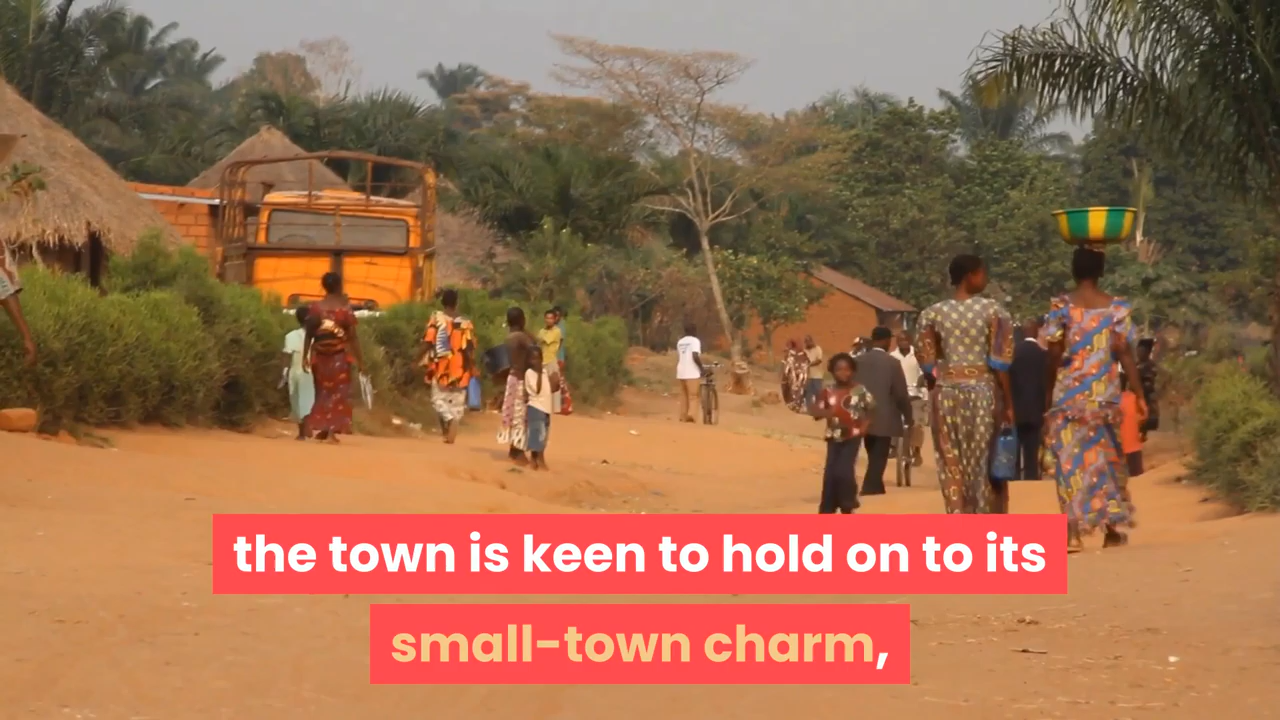 the town is keen to hold on to its
small-town charm,